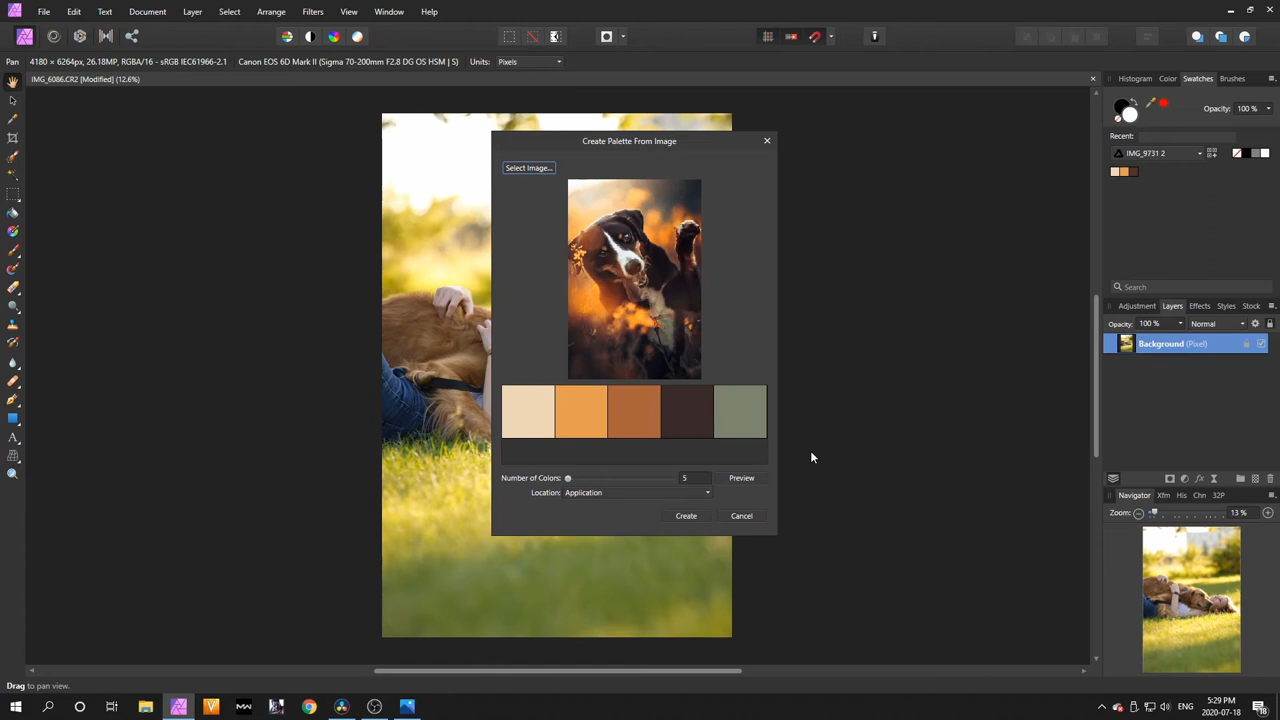 File Edit Text Document Layer Select Arrange Filters View Window Help
Pan 4180 × 6264px, 26.18MP, RGBA/16 - sRGB IEC61966-2.1 Canon EOS 6D Mark II (Sigma 70-200mm F2.8 DG OS HSM | S) Units: Pixels
IMG_6086.CR2 [Modified] (12.6%)
Histogram Color Swatches Brushes
Opacity: 100 %
Recent:
IMG_9731 2
Create Palette From Image
Select Image...
Search
Adjustment Layers Effects Styles Stock
Opacity: 100 % Normal
Background (Pixel)
Number of Colors: 5 Preview
Location: Application
Create Cancel
Navigator Xfm His Chn 32P
Zoom: 13 %
Drag to pan view.
5:29 PM
2020-07-18
18